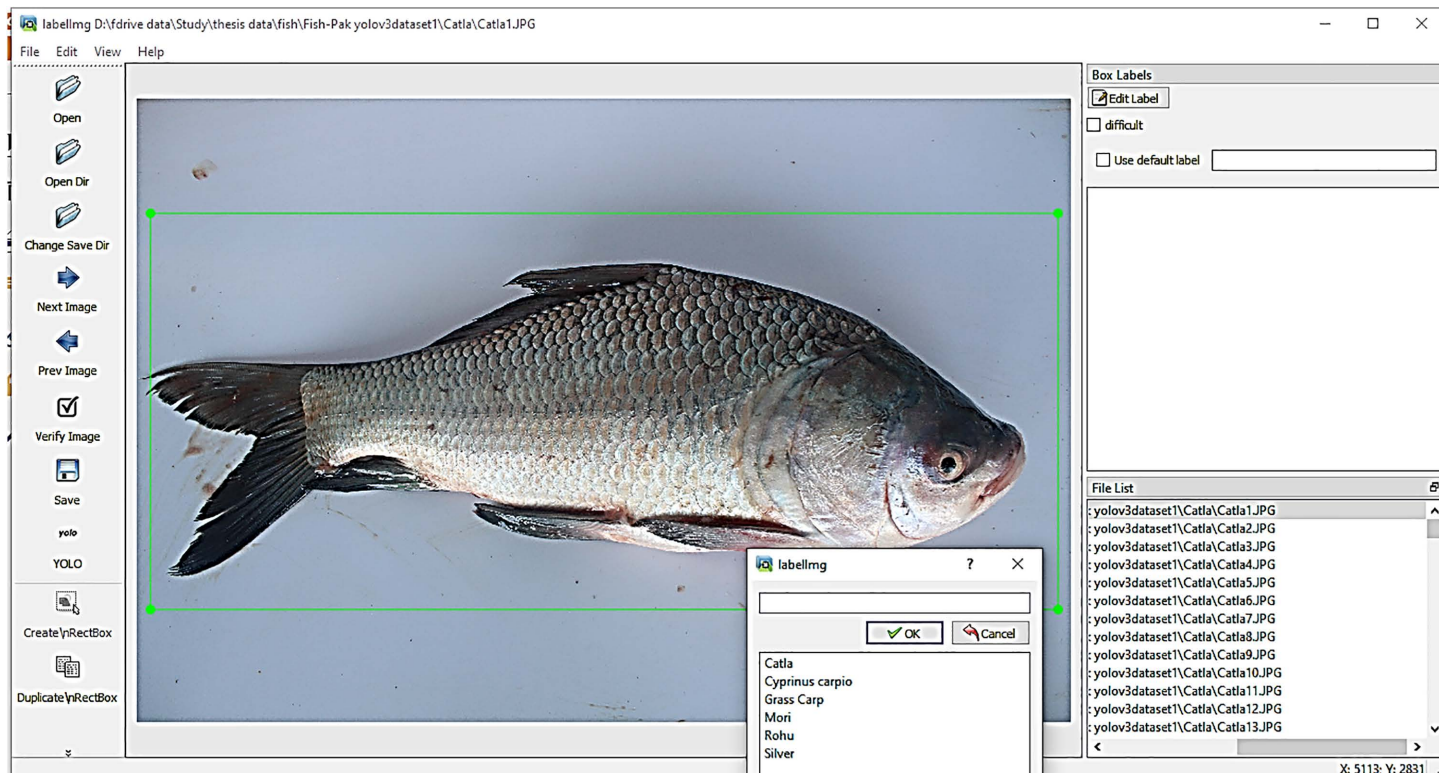 labelImg D:\fdrive data\Study\thesis data\fish\Fish-Pak yolov3dataset1\Catla\Catla1.JPG
File Edit View Help
Open
Open Dir
Change Save Dir
Next Image
Prev Image
Verify Image
Save
yolo
YOLO
Create\nRectBox
Duplicate\nRectBox
Box Labels
Edit Label
difficult
Use default label
File List
: yolov3dataset1\Catla\Catla1.JPG
: yolov3dataset1\Catla\Catla2.JPG
: yolov3dataset1\Catla\Catla3.JPG
: yolov3dataset1\Catla\Catla4.JPG
: yolov3dataset1\Catla\Catla5.JPG
: yolov3dataset1\Catla\Catla6.JPG
: yolov3dataset1\Catla\Catla7.JPG
: yolov3dataset1\Catla\Catla8.JPG
: yolov3dataset1\Catla\Catla9.JPG
: yolov3dataset1\Catla\Catla10.JPG
: yolov3dataset1\Catla\Catla11.JPG
: yolov3dataset1\Catla\Catla12.JPG
: yolov3dataset1\Catla\Catla13.JPG
labelImg ?
OK Cancel
Catla
Cyprinus carpio
Grass Carp
Mori
Rohu
Silver
X: 5113; Y: 2831